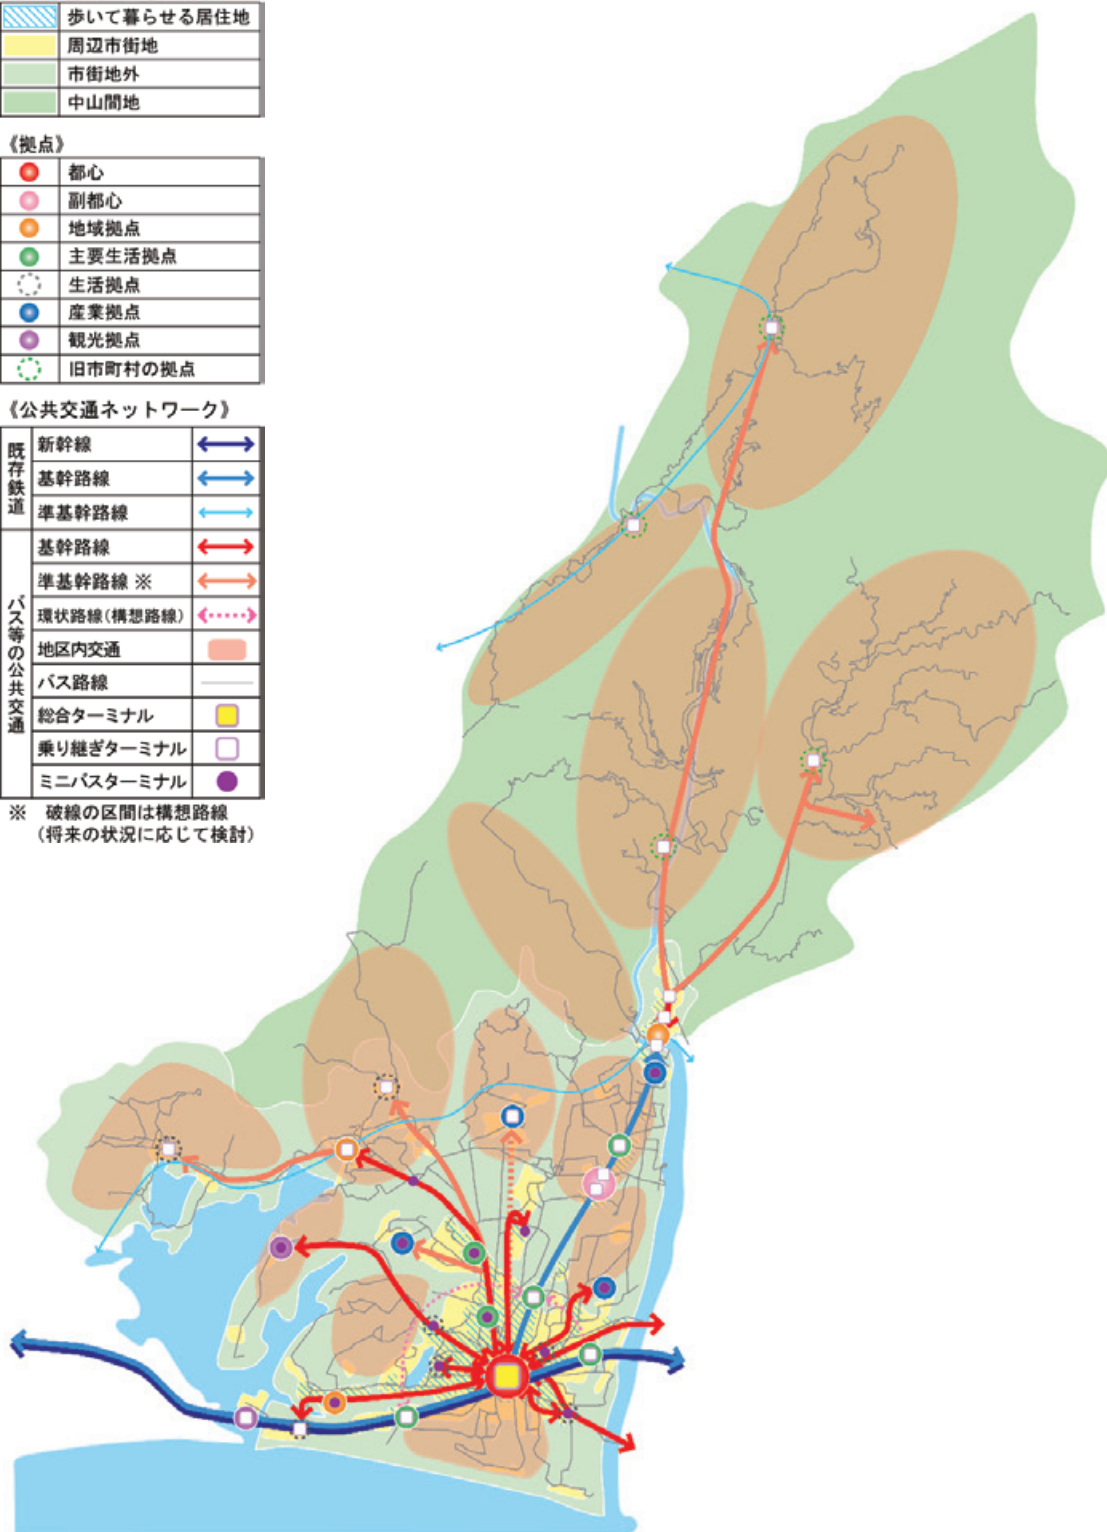 歩いて暮らせる居住地
周辺市街地
市街地外
中山間地
《拠点》
都心
副都心
地域拠点
主要生活拠点
生活拠点
産業拠点
観光拠点
旧市町村の拠点
《公共交通ネットワーク》
既存鉄道
新幹線
基幹路線
準基幹路線
バス等の公共交通
基幹路線
準基幹路線 ※
環状路線(構想路線)
地区内交通
バス路線
総合ターミナル
乗り継ぎターミナル
ミニバスターミナル
※ 破線の区間は構想路線
(将来の状況に応じて検討)